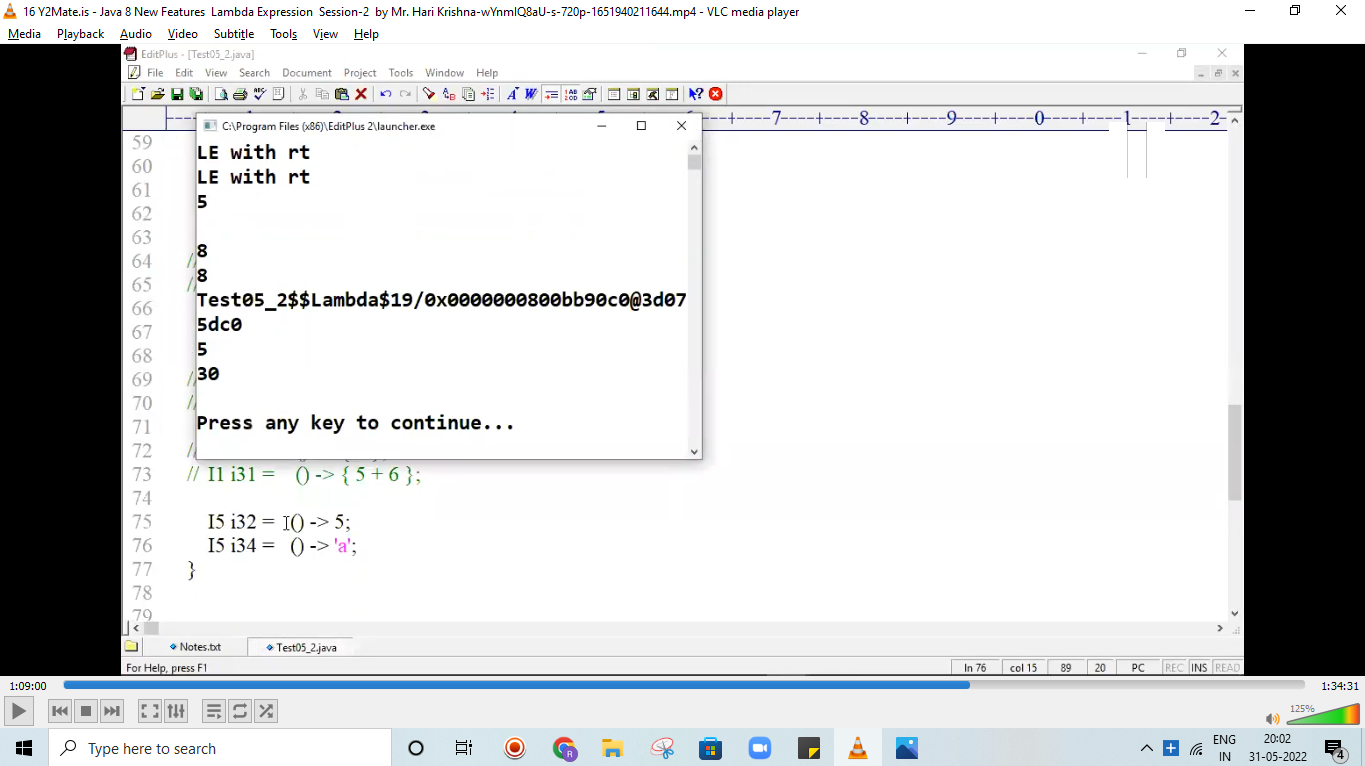 16 Y2Mate.is - Java 8 New Features Lambda Expression Session-2 by Mr. Hari Krishna-wYnmlQ8aU-s-720p-1651940211644.mp4 - VLC media player
Media Playback Audio Video Subtitle Tools View Help
EditPlus - [Test05_2.java]
File Edit View Search Document Project Tools Window Help
----7----+----8----+----9----+----0----+----1----+----2-
C:\Program Files (x86)\EditPlus 2\launcher.exe
59
60
61
62
63
64 //
65 //
66
67
68
69 //
70 //
71
72 //
LE with rt
LE with rt
5
8
8
Test05_2$$Lambda$19/0x0000000800bb90c0@3d07
5dc0
5
30
Press any key to continue...
73 // I1 i31 = () -> { 5 + 6 };
74
75 I5 i32 = () -> 5;
76 I5 i34 = () -> 'a';
77 }
78
79
Notes.txt Test05_2.java
For Help, press F1 ln 76 col 15 89 20 PC REC INS READ
1:09:00 1:34:31
125%
Type here to search
ENG
IN
20:02
31-05-2022
4